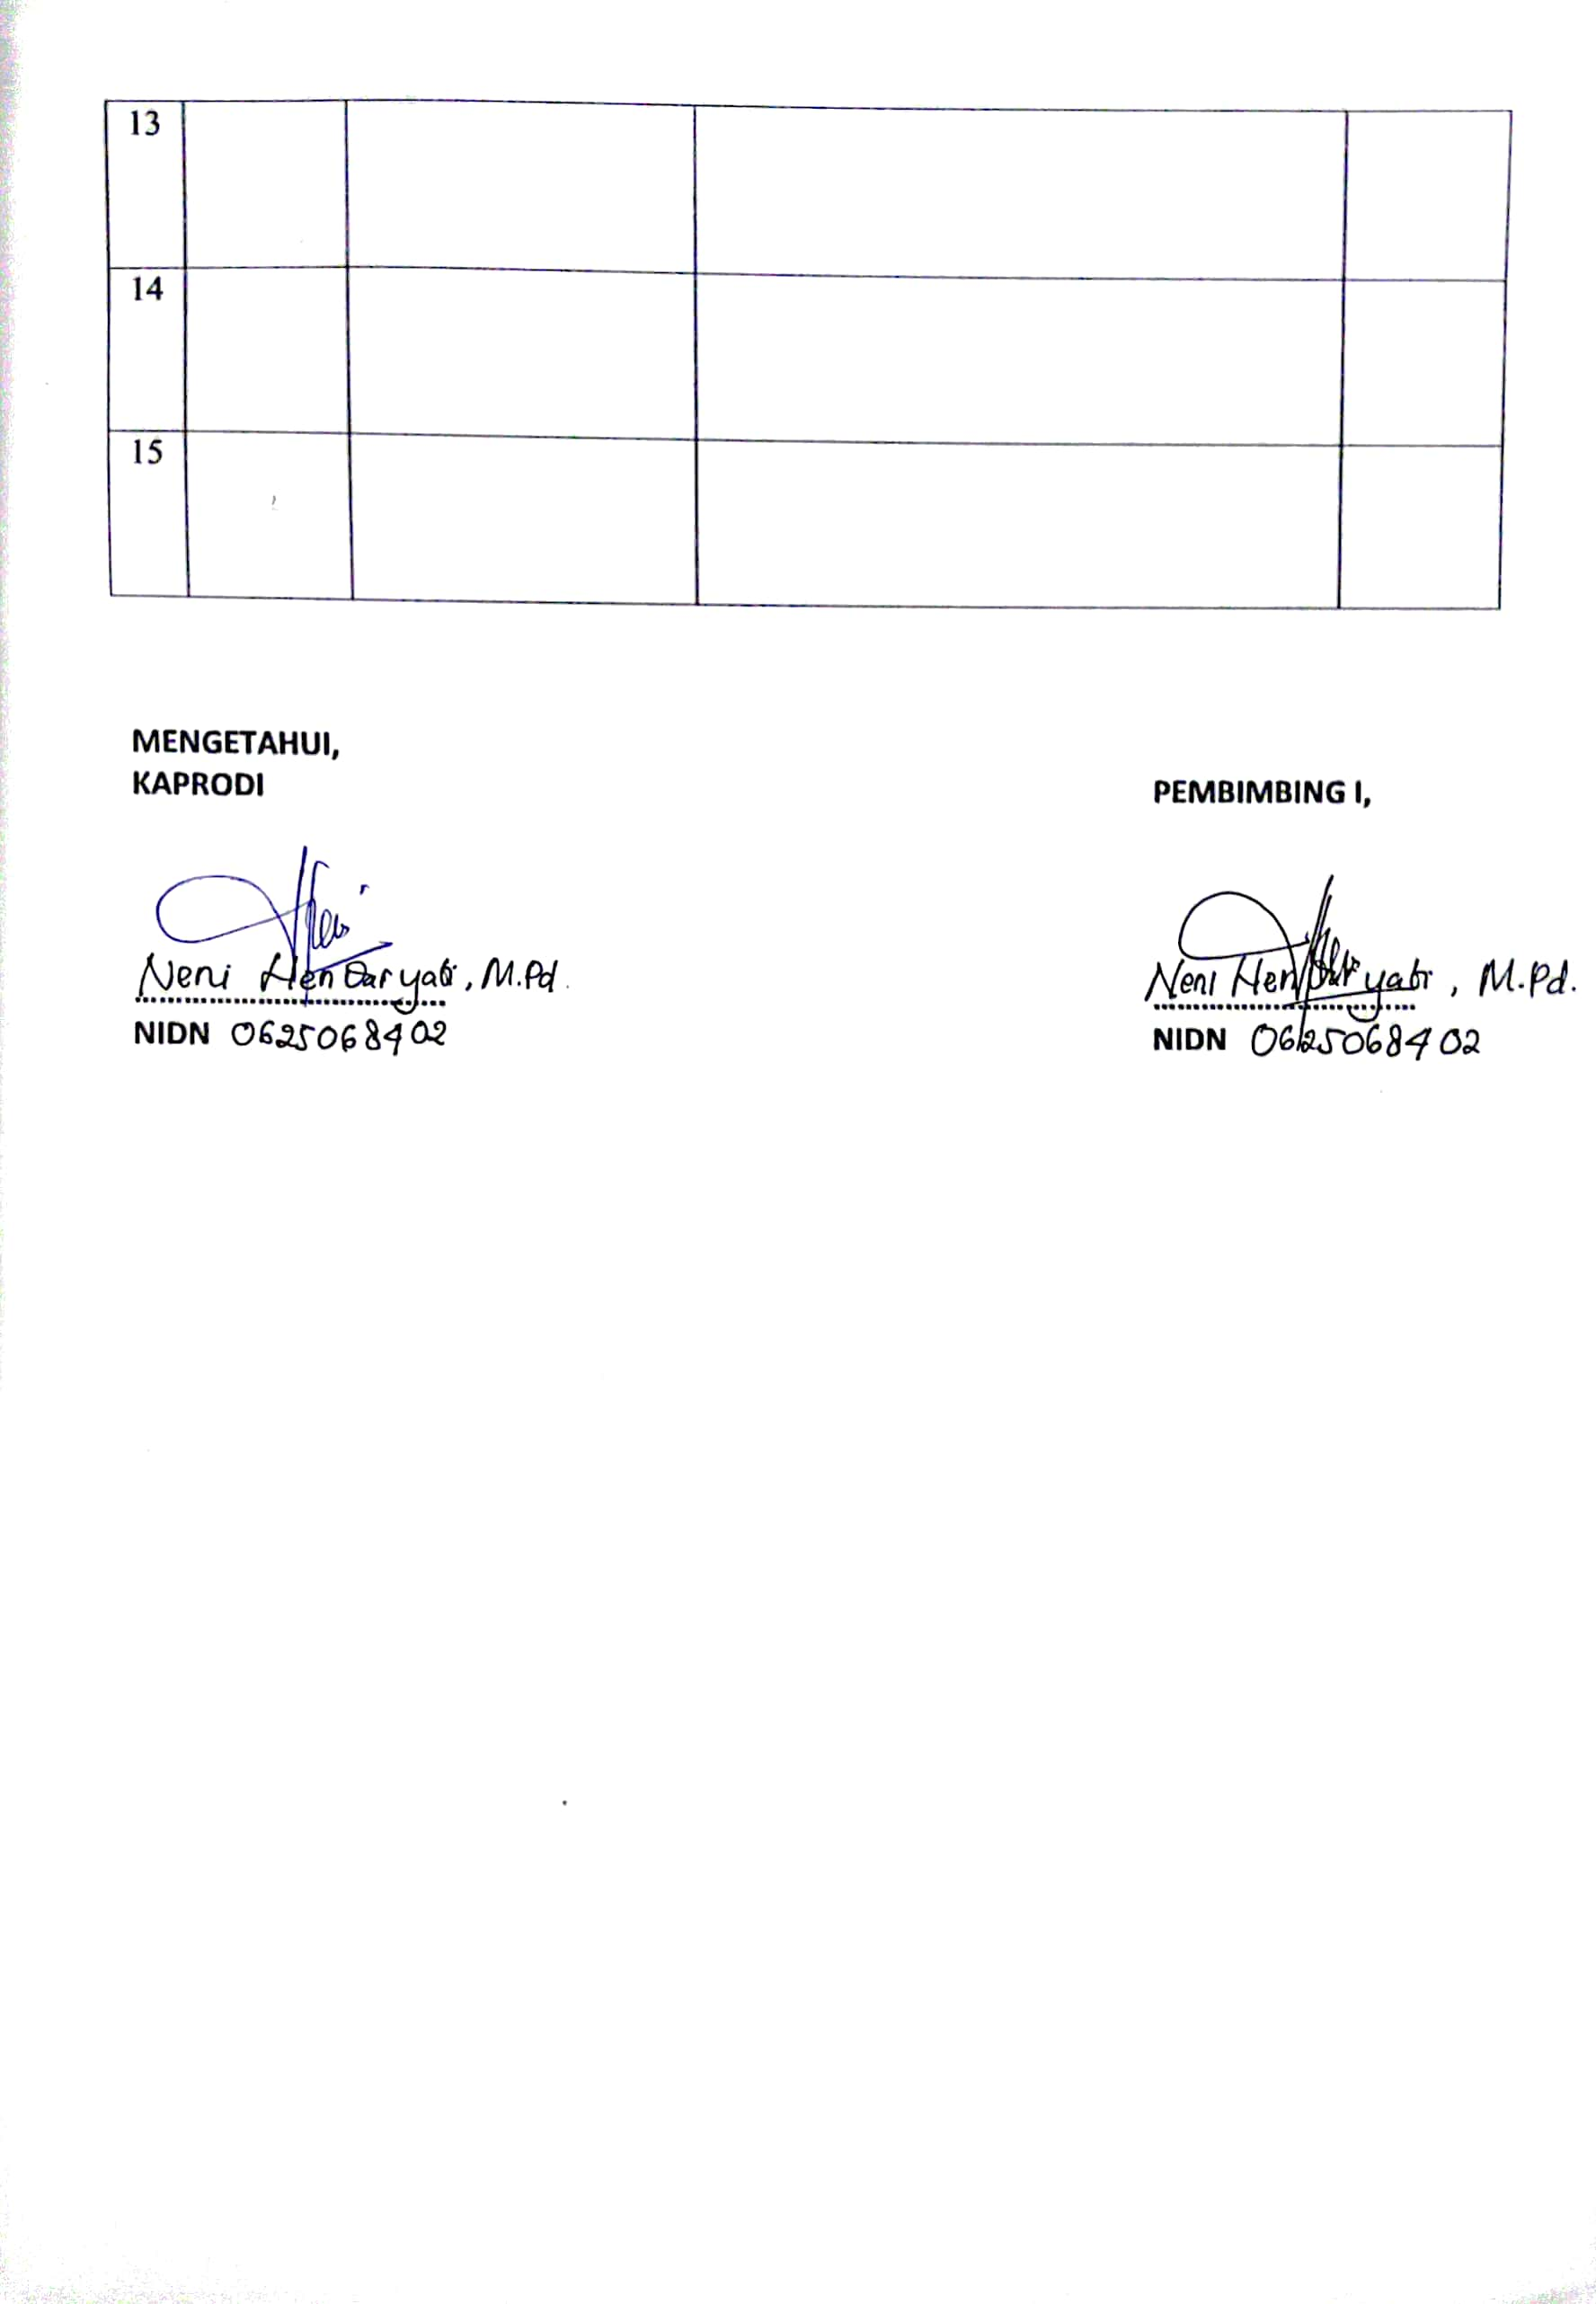 13
14
15
MENGETAHUI,
KAPRODI
PEMBIMBING I,
Neni Hendaryati, M.Pd.
NIDN 0625068402
Neni Hendaryati, M.Pd.
NIDN 0625068402